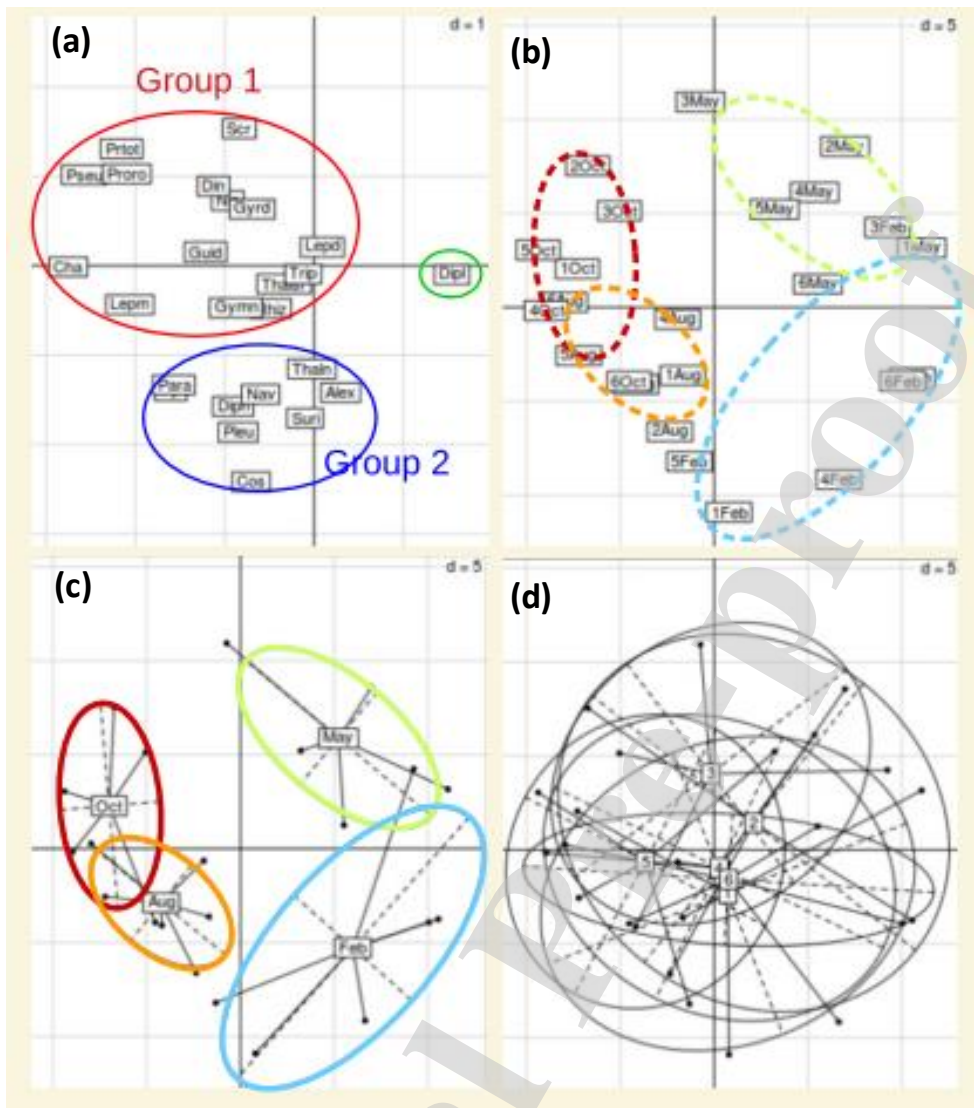 (a)
d = 1
Group 1
Scr
Prtot
Pseu
Proro
Din
Gyrd
Guid
Lepd
Cha
Trip
Dipl
Lepm
Gymn
Thaln
Para
Nav
Alex
Diph
Suri
Pleu
Group 2
Cos
(b)
d = 5
3May
2May
2Oct
4May
3Oct
5May
3Feb
5Oct
1May
1Oct
6May
4Oct
4Aug
6Oct
1Aug
6Feb
2Aug
5Feb
4Feb
1Feb
(c)
d = 5
May
Oct
Aug
Feb
(d)
d = 5
3
2
5
6